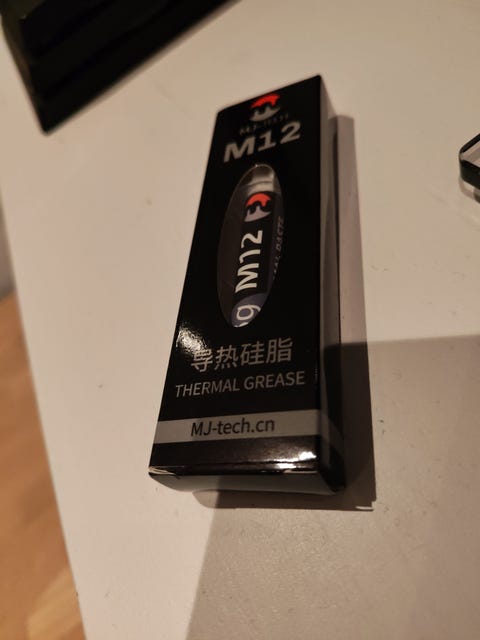 MJ-tech
M12
M12
导热硅脂
THERMAL GREASE
MJ-tech.cn